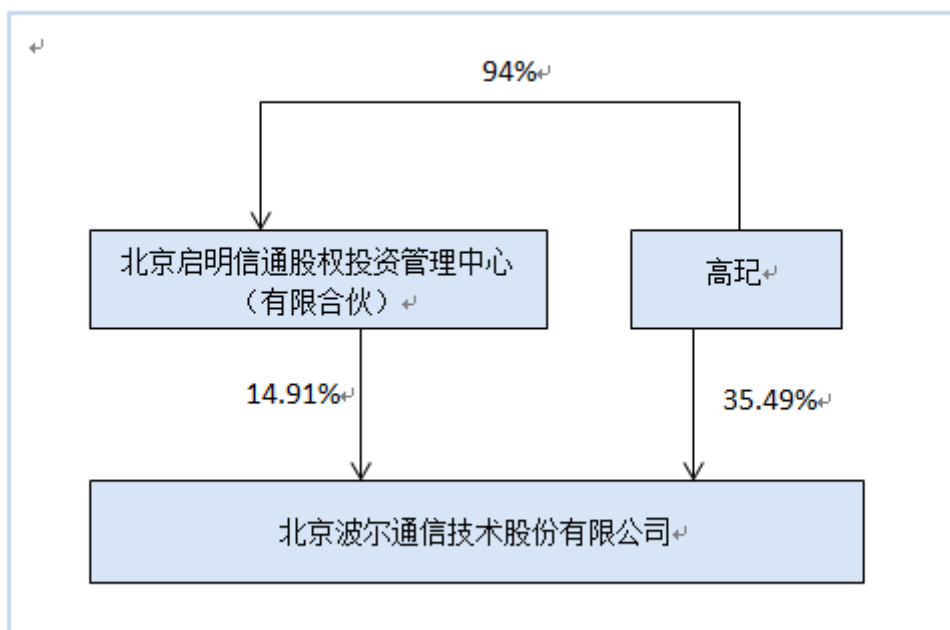 94%
北京启明信通股权投资管理中心
（有限合伙）
高玘
14.91%
35.49%
北京波尔通信技术股份有限公司